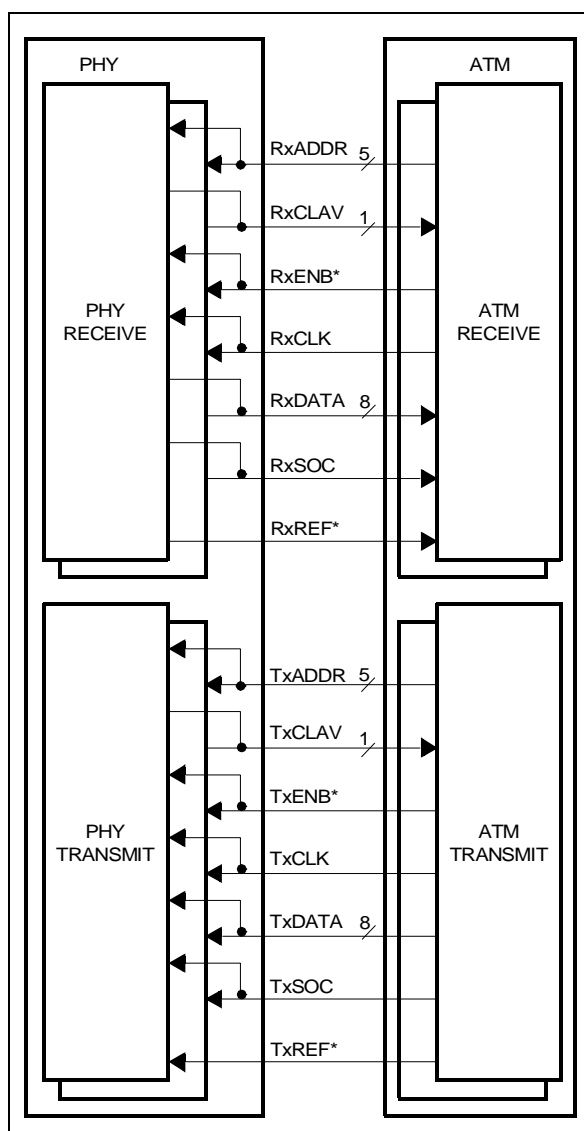 PHY
ATM
RxADDR 5
RxCLAV 1
RxENB*
PHY
RECEIVE
ATM
RECEIVE
RxCLK
RxDATA 8
RxSOC
RxREF*
TxADDR 5
TxCLAV 1
TxENB*
PHY
TRANSMIT
ATM
TRANSMIT
TxCLK
TxDATA 8
TxSOC
TxREF*